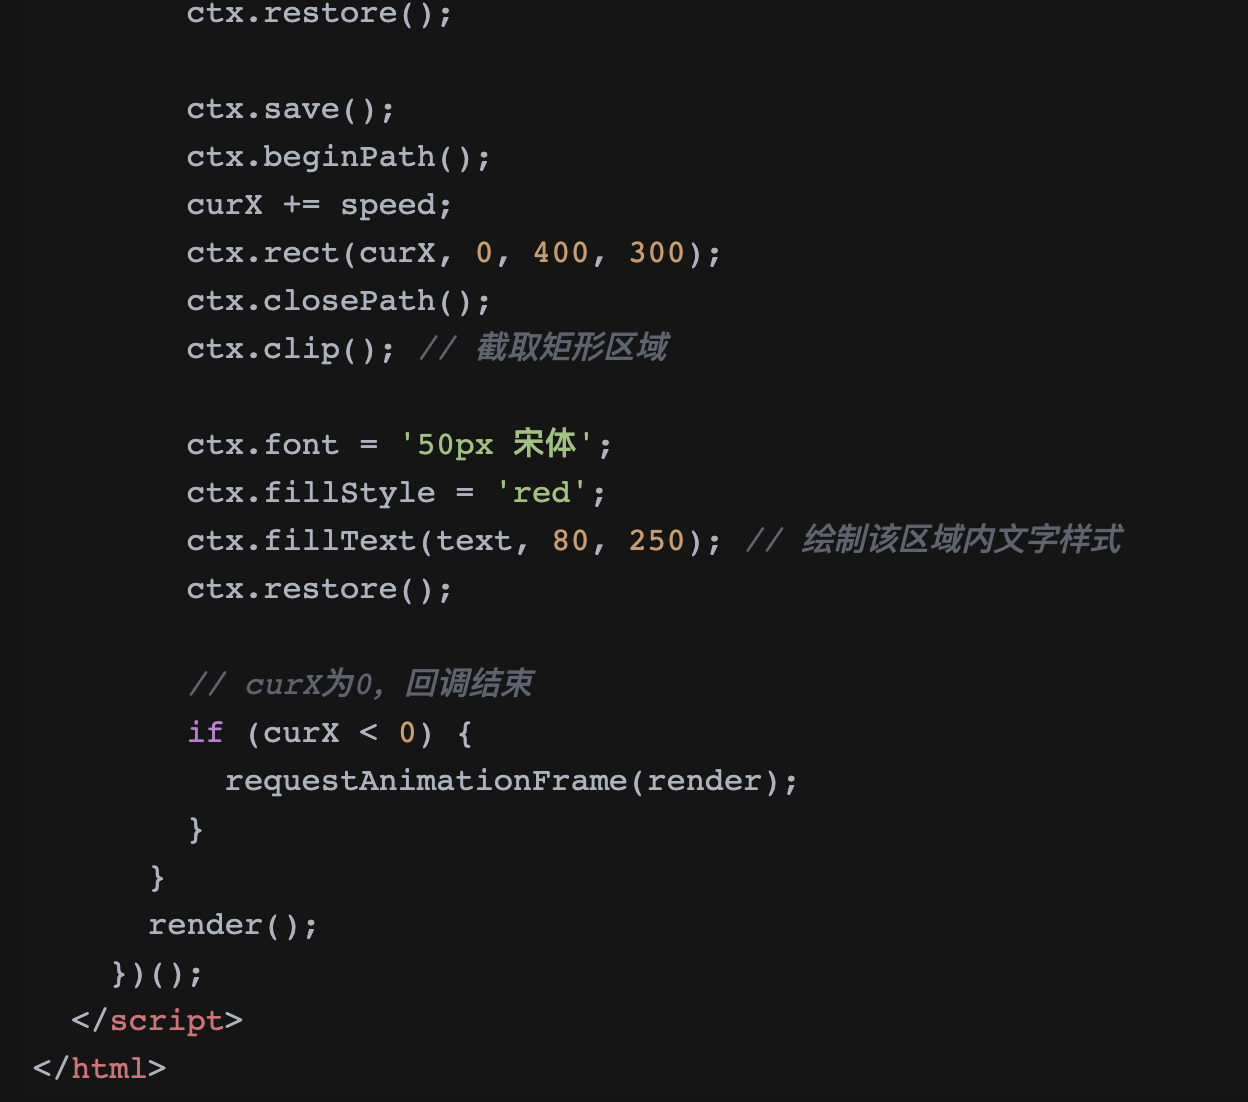 ctx.restore();
ctx.save();
ctx.beginPath();
curX += speed;
ctx.rect(curX, 0, 400, 300);
ctx.closePath();
ctx.clip(); // 截取矩形区域
ctx.font = '50px 宋体';
ctx.fillStyle = 'red';
ctx.fillText(text, 80, 250); // 绘制该区域内文字样式
ctx.restore();
// curX为0，回调结束
if (curX < 0) {
requestAnimationFrame(render);
}
}
render();
})();
</script>
</html>